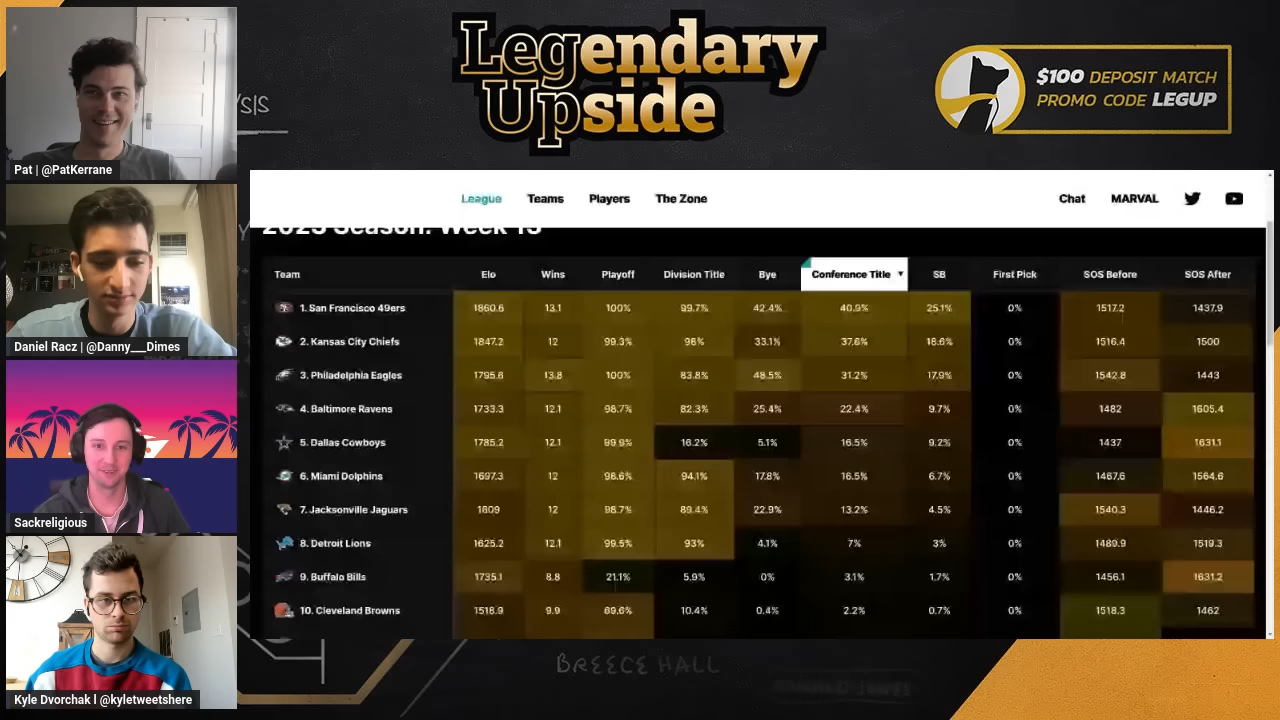 Legendary
Upside
$100 DEPOSIT MATCH
PROMO CODE LEGUP
YSIS
Pat | @PatKerrane
Daniel Racz | @Danny___Dimes
Sackreligious
Kyle Dvorchak l @kyletweetshere
League Teams Players The Zone Chat MARVAL
2023 Season: Week 13
Team Elo Wins Playoff Division Title Bye Conference Title ▼ SB First Pick SOS Before SOS After
1. San Francisco 49ers 1860.6 13.1 100% 99.7% 42.4% 40.9% 25.1% 0% 1517.2 1437.9
2. Kansas City Chiefs 1847.2 12 99.3% 98% 33.1% 37.6% 18.6% 0% 1516.4 1500
3. Philadelphia Eagles 1795.6 13.8 100% 83.8% 48.5% 31.2% 17.9% 0% 1542.8 1443
4. Baltimore Ravens 1733.3 12.1 98.7% 82.3% 25.4% 22.4% 9.7% 0% 1482 1605.4
5. Dallas Cowboys 1785.2 12.1 99.9% 16.2% 5.1% 16.5% 9.2% 0% 1437 1631.1
6. Miami Dolphins 1697.3 12 98.6% 94.1% 17.8% 16.5% 6.7% 0% 1467.6 1564.6
7. Jacksonville Jaguars 1609 12 98.7% 89.4% 22.9% 13.2% 4.5% 0% 1540.3 1446.2
8. Detroit Lions 1625.2 12.1 99.5% 93% 4.1% 7% 3% 0% 1489.9 1519.3
9. Buffalo Bills 1735.1 8.8 21.1% 5.9% 0% 3.1% 1.7% 0% 1456.1 1631.2
10. Cleveland Browns 1518.9 9.9 69.6% 10.4% 0.4% 2.2% 0.7% 0% 1518.3 1462
BREECE HALL